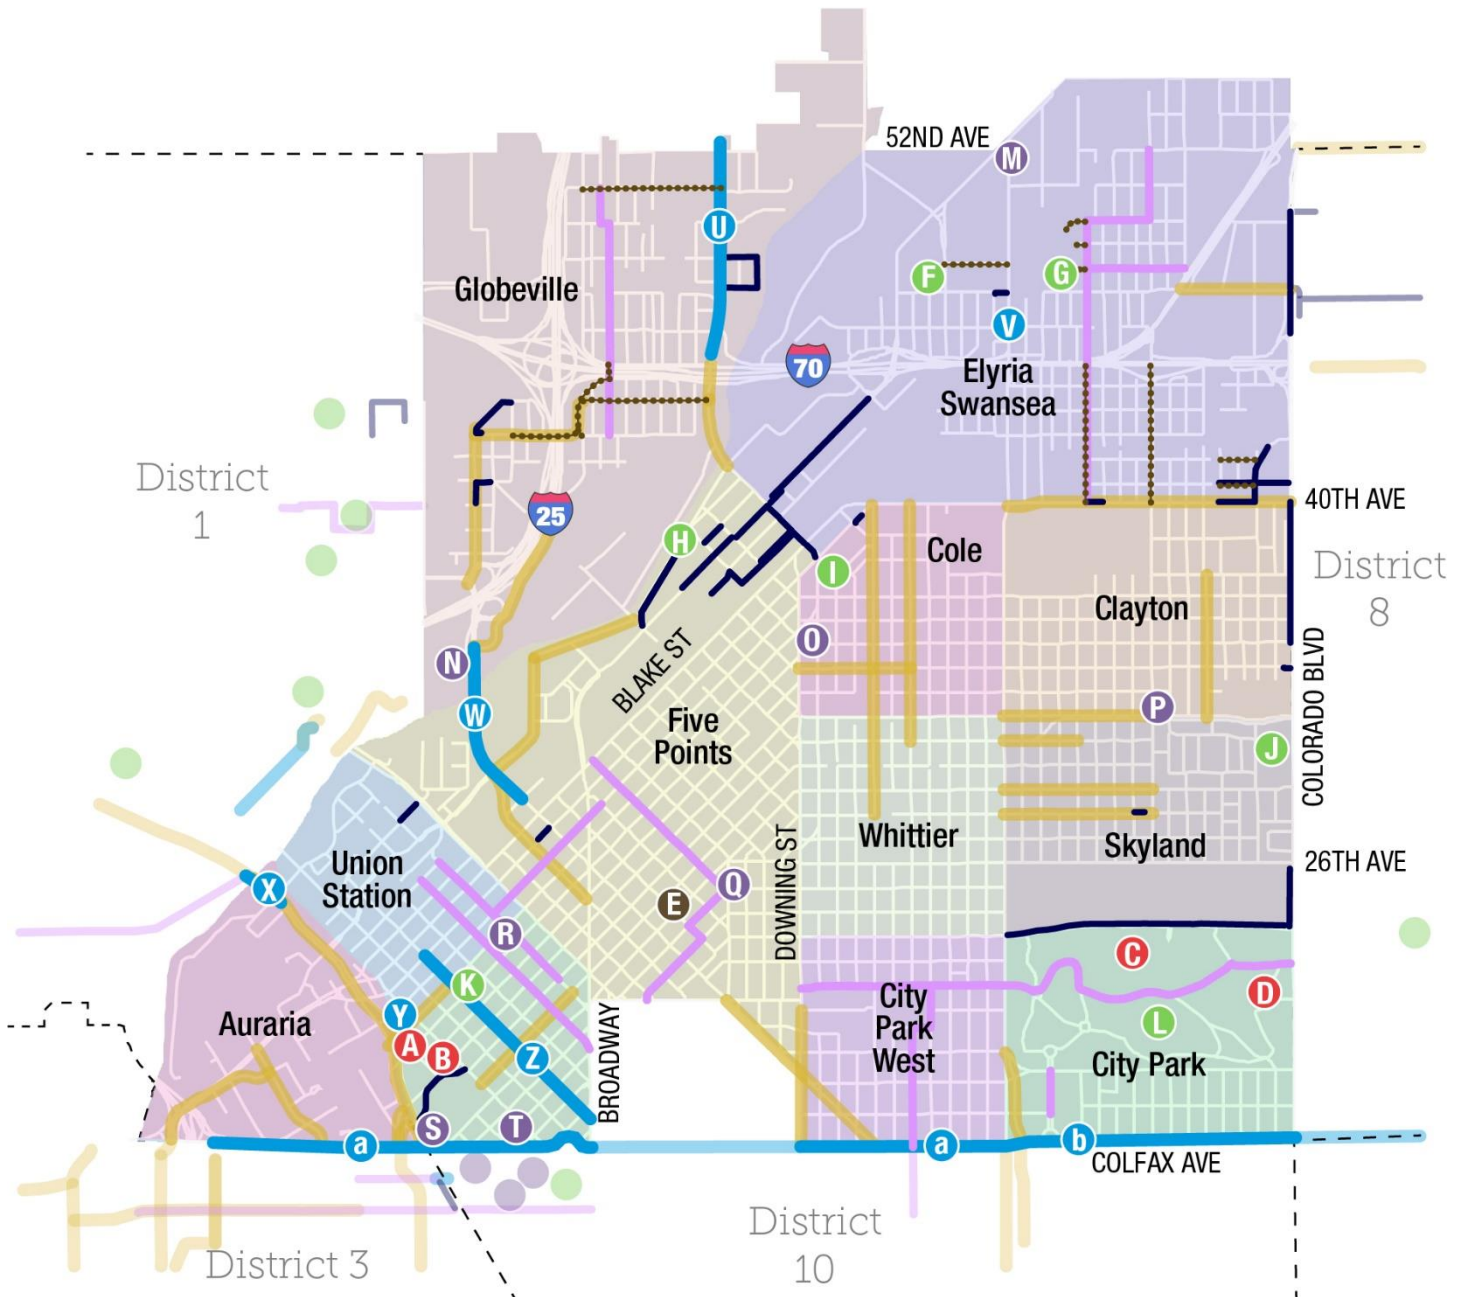 52ND AVE
M
U
F
G
Globeville
V
70
Elyria
Swansea
District
1
25
40TH AVE
H
I
Cole
District
8
Clayton
O
N
W
BLAKE ST
P
COLORADO BLVD
Five
Points
J
Whittier
Skyland
DOWNING ST
26TH AVE
Union
Station
X
Q
E
R
C
K
D
City
Park
West
L
Auraria
Y
A
B
Z
BROADWAY
City Park
S
T
a
a
b
COLFAX AVE
District
10
District 3